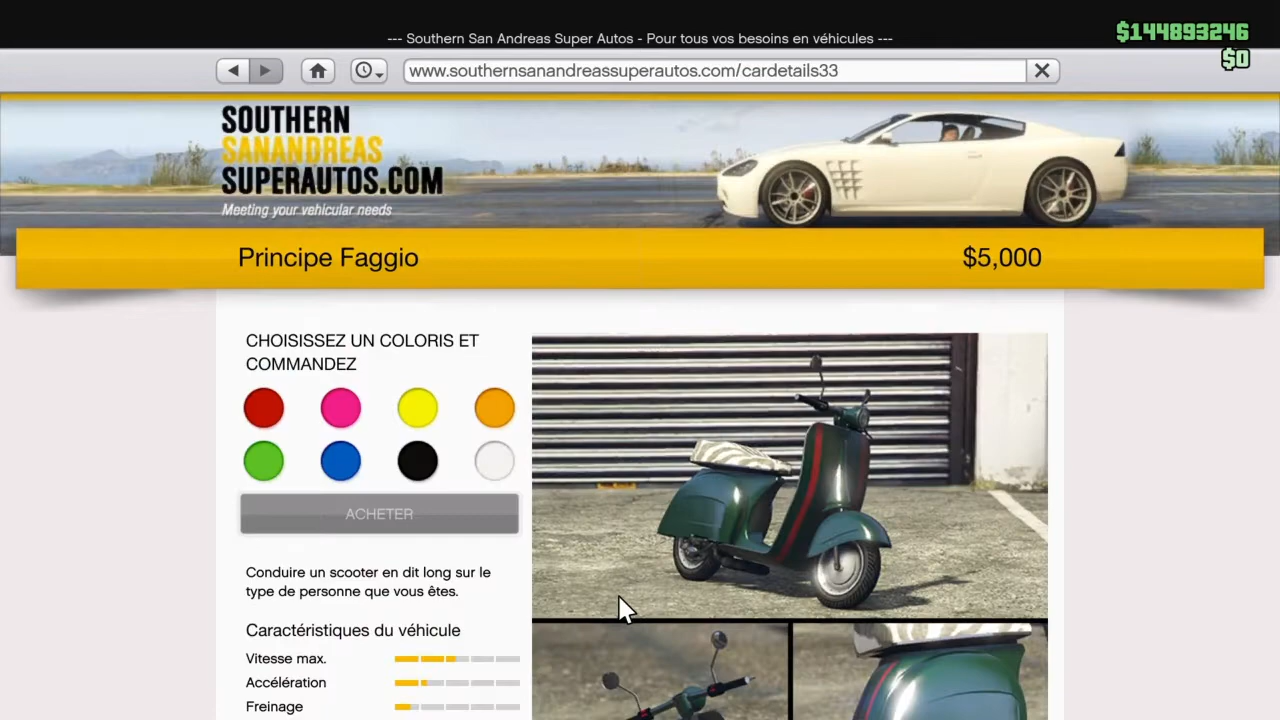 --- Southern San Andreas Super Autos - Pour tous vos besoins en véhicules ---
$144893246
$0
www.southernsanandreassuperautos.com/cardetails33
SOUTHERN
SANANDREAS
SUPERAUTOS.COM
Meeting your vehicular needs
Principe Faggio
$5,000
CHOISISSEZ UN COLORIS ET
COMMANDEZ
ACHETER
Conduire un scooter en dit long sur le
type de personne que vous êtes.
Caractéristiques du véhicule
Vitesse max.
Accélération
Freinage